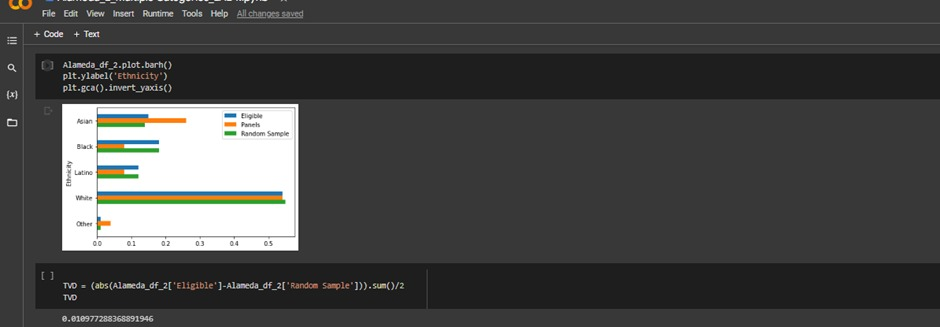 File Edit View Insert Runtime Tools Help All changes saved
+ Code + Text
{x}
Alameda_df_2.plot.barh()
plt.ylabel('Ethnicity')
plt.gca().invert_yaxis()
Eligible
Panels
Random Sample
Asian
Black
Latino
White
Other
Ethnicity
0.0 0.1 0.2 0.3 0.4 0.5
[ ]
TVD = (abs(Alameda_df_2['Eligible']-Alameda_df_2['Random Sample'])).sum()/2
TVD
0.010977288368891946